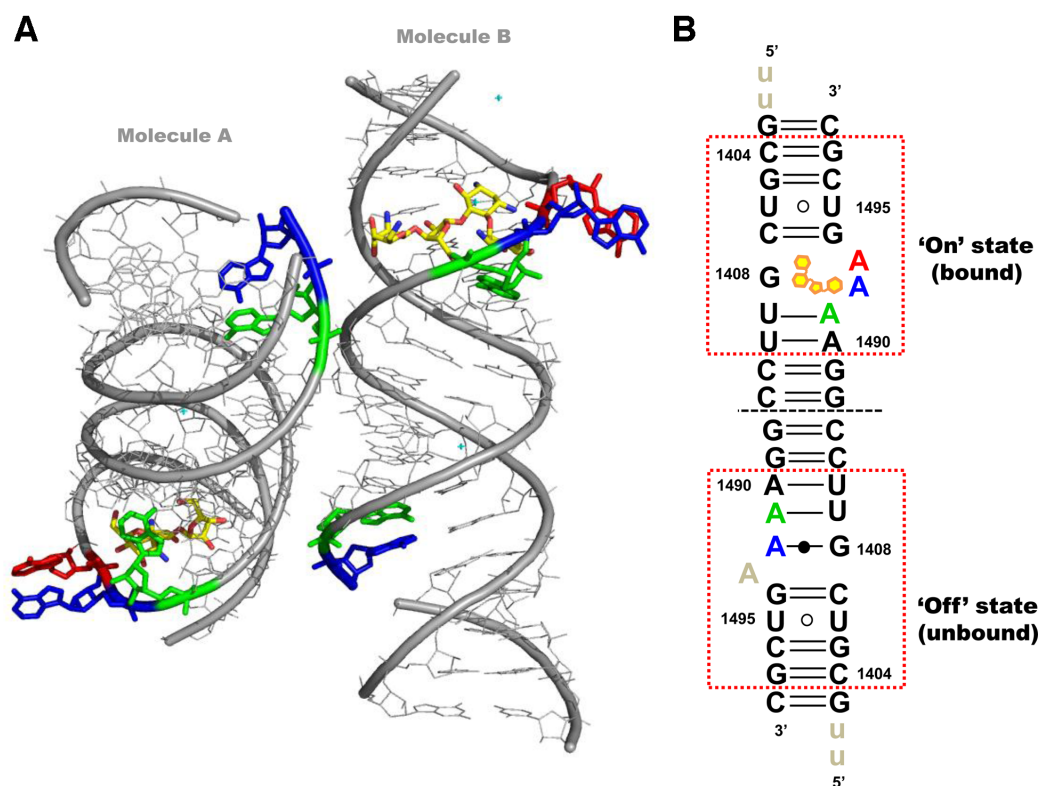 A
Molecule A
Molecule B
B
5'
u
3'
u
G C
1404 C G
G C
U U 1495
C G
A
1408 G A
U A
U A 1490
C G
C G
G C
G C
1490 A U
A U
A G 1408
A
G C
1495 U U
C G
G C 1404
C G
3' u
u
5'
'On' state
(bound)
'Off' state
(unbound)